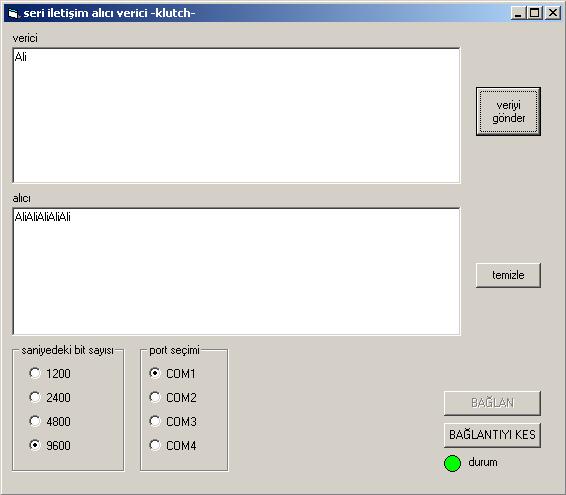 seri iletişim alıcı verici -klutch-
verici
Ali
veriyi
gönder
alıcı
AliAliAliAliAli
temizle
saniyedeki bit sayısı
1200
2400
4800
9600
port seçimi
COM1
COM2
COM3
COM4
BAĞLAN
BAĞLANTIYI KES
durum